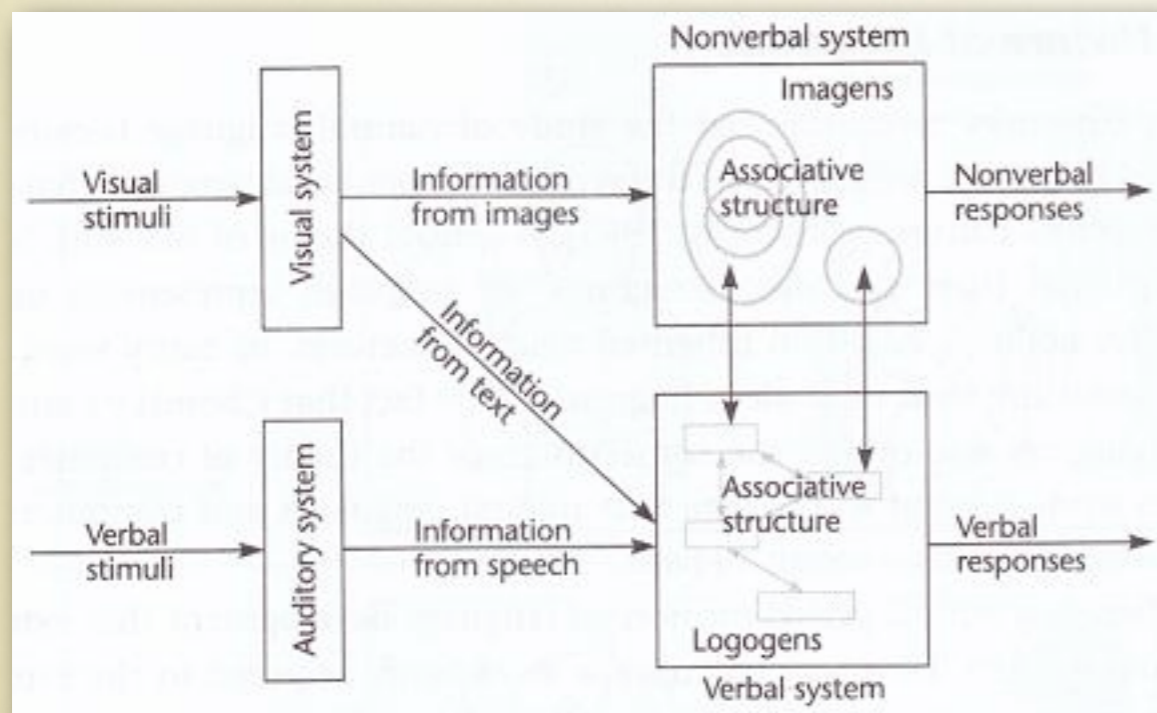 Nonverbal system
Imagens
Visual
stimuli
Visual system
Information
from images
Associative
structure
Nonverbal
responses
Information
from text
Verbal
stimuli
Auditory system
Information
from speech
Associative
structure
Verbal
responses
Logogens
Verbal system